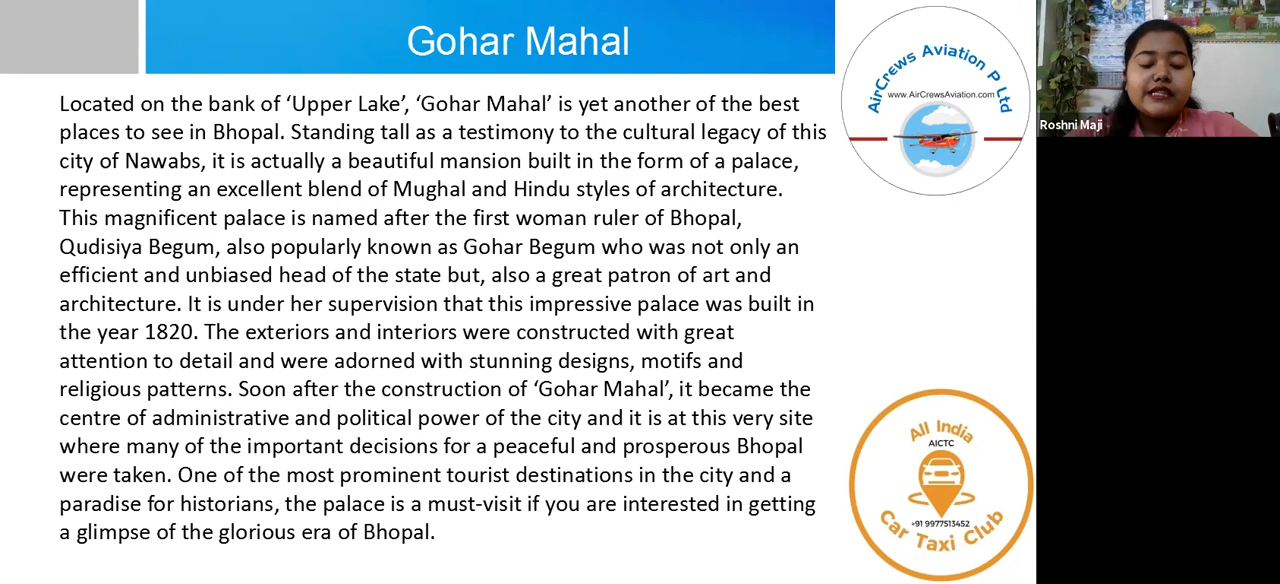 Gohar Mahal
Located on the bank of ‘Upper Lake’, ‘Gohar Mahal’ is yet another of the best
places to see in Bhopal. Standing tall as a testimony to the cultural legacy of this
city of Nawabs, it is actually a beautiful mansion built in the form of a palace,
representing an excellent blend of Mughal and Hindu styles of architecture.
This magnificent palace is named after the first woman ruler of Bhopal,
Qudisiya Begum, also popularly known as Gohar Begum who was not only an
efficient and unbiased head of the state but, also a great patron of art and
architecture. It is under her supervision that this impressive palace was built in
the year 1820. The exteriors and interiors were constructed with great
attention to detail and were adorned with stunning designs, motifs and
religious patterns. Soon after the construction of ‘Gohar Mahal’, it became the
centre of administrative and political power of the city and it is at this very site
where many of the important decisions for a peaceful and prosperous Bhopal
were taken. One of the most prominent tourist destinations in the city and a
paradise for historians, the palace is a must-visit if you are interested in getting
a glimpse of the glorious era of Bhopal.
AirCrews Aviation P Ltd
www.AirCrewsAviation.com
All India
AICTC
+91 9977513452
Car Taxi Club
Roshni Maji